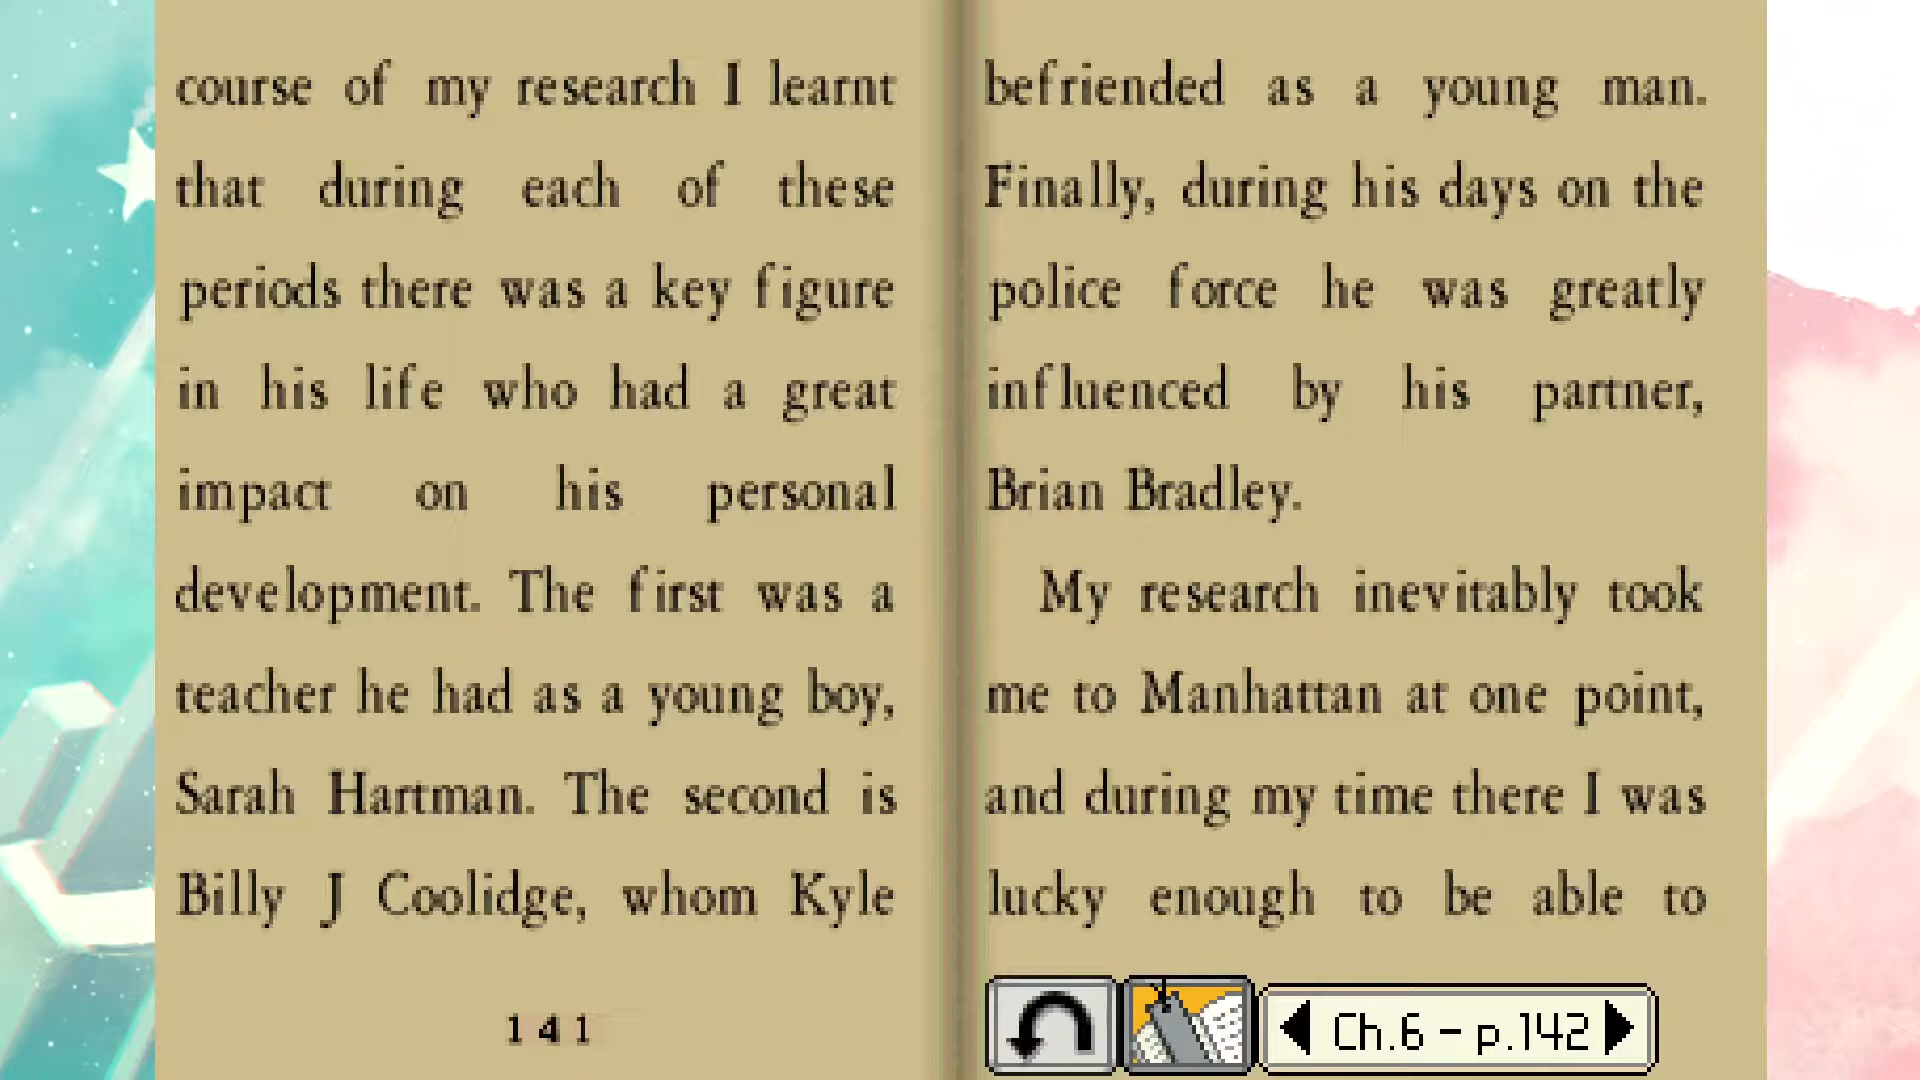 course of my research I learnt
that during each of these
periods there was a key figure
in his life who had a great
impact on his personal
development. The first was a
teacher he had as a young boy,
Sarah Hartman. The second is
Billy J Coolidge, whom Kyle
141
befriended as a young man.
Finally, during his days on the
police force he was greatly
influenced by his partner,
Brian Bradley.
My research inevitably took
me to Manhattan at one point,
and during my time there I was
lucky enough to be able to
Ch.6 - p.142